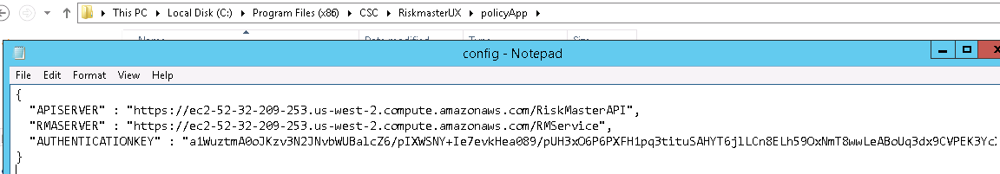 This PC Local Disk (C:) Program Files (x86) CSC RiskmasterUX policyApp
Name Date modified Type Size
config - Notepad
File Edit Format View Help
{
"APISERVER" : "https://ec2-52-32-209-253.us-west-2.compute.amazonaws.com/RiskMasterAPI",
"RMASERVER" : "https://ec2-52-32-209-253.us-west-2.compute.amazonaws.com/RMService",
"AUTHENTICATIONKEY" : "a1WuztmA0oJKzv3N2JNvbWUBalcZ6/pIXWSNY+Ie7evkHea089/pUH3xO6P6PXFH1pq3tituSAHYT6jlLCn8ELh59OxNmT8wwLeABoUq3dx9CVPEK3Yc
}